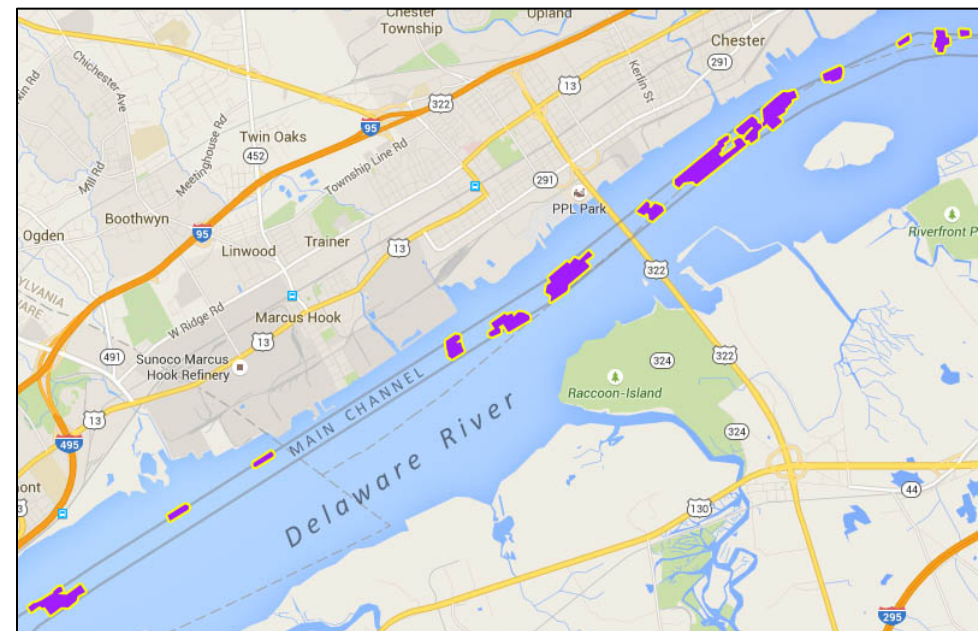 Chester
Township
Upland
Chester
291
kin Rd
Chichester Ave
Meetinghouse Rd
322
13
Kerlin St
95
Twin Oaks
452
Mill Rd
Township Line Rd
291
PPL Park
Boothwyn
Ogden
95
Linwood
Trainer
13
Riverfront P
322
W Ridge Rd
Marcus Hook
13
491
Sunoco Marcus
Hook Refinery
324
322
Raccoon-Island
MAIN CHANNEL
Delaware River
13
324
495
44
130
295